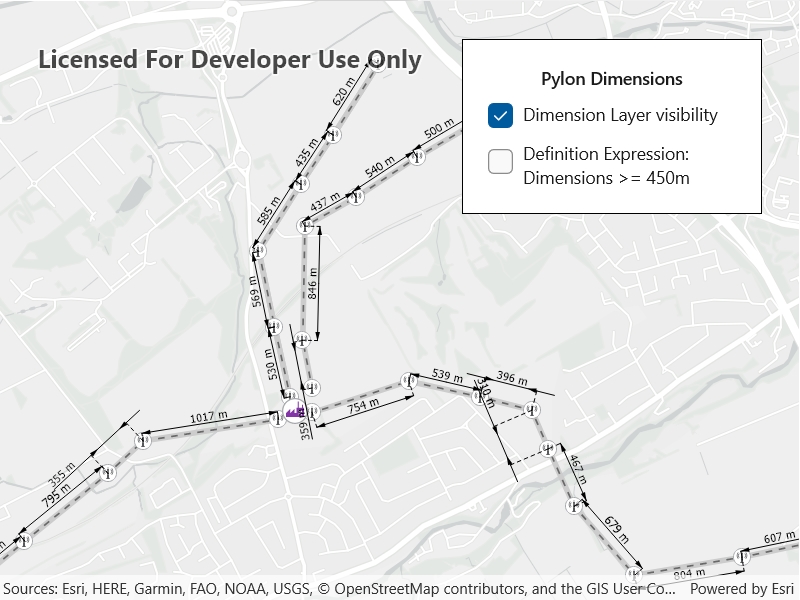 Licensed For Developer Use Only
Pylon Dimensions
Dimension Layer visibility
Definition Expression:
Dimensions >= 450m
620 m
435 m
500 m
540 m
437 m
585 m
846 m
569 m
530 m
539 m
396 m
310 m
754 m
1017 m
359 m
355 m
795 m
467 m
679 m
607 m
804 m
m
Sources: Esri, HERE, Garmin, FAO, NOAA, USGS, © OpenStreetMap contributors, and the GIS User Co...
Powered by Esri